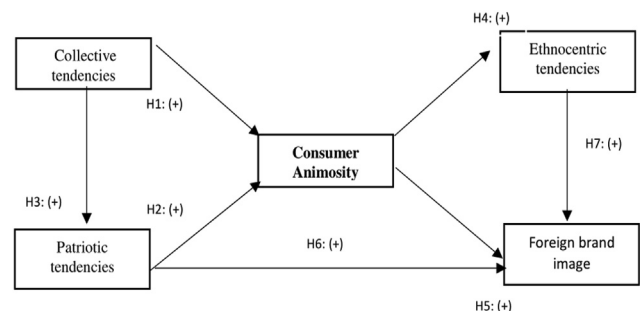 H4: (+)
Collective
tendencies
Ethnocentric
tendencies
H1: (+)
Consumer
Animosity
H7: (+)
H3: (+)
H2: (+)
Patriotic
tendencies
H6: (+)
Foreign brand
image
H5: (+)